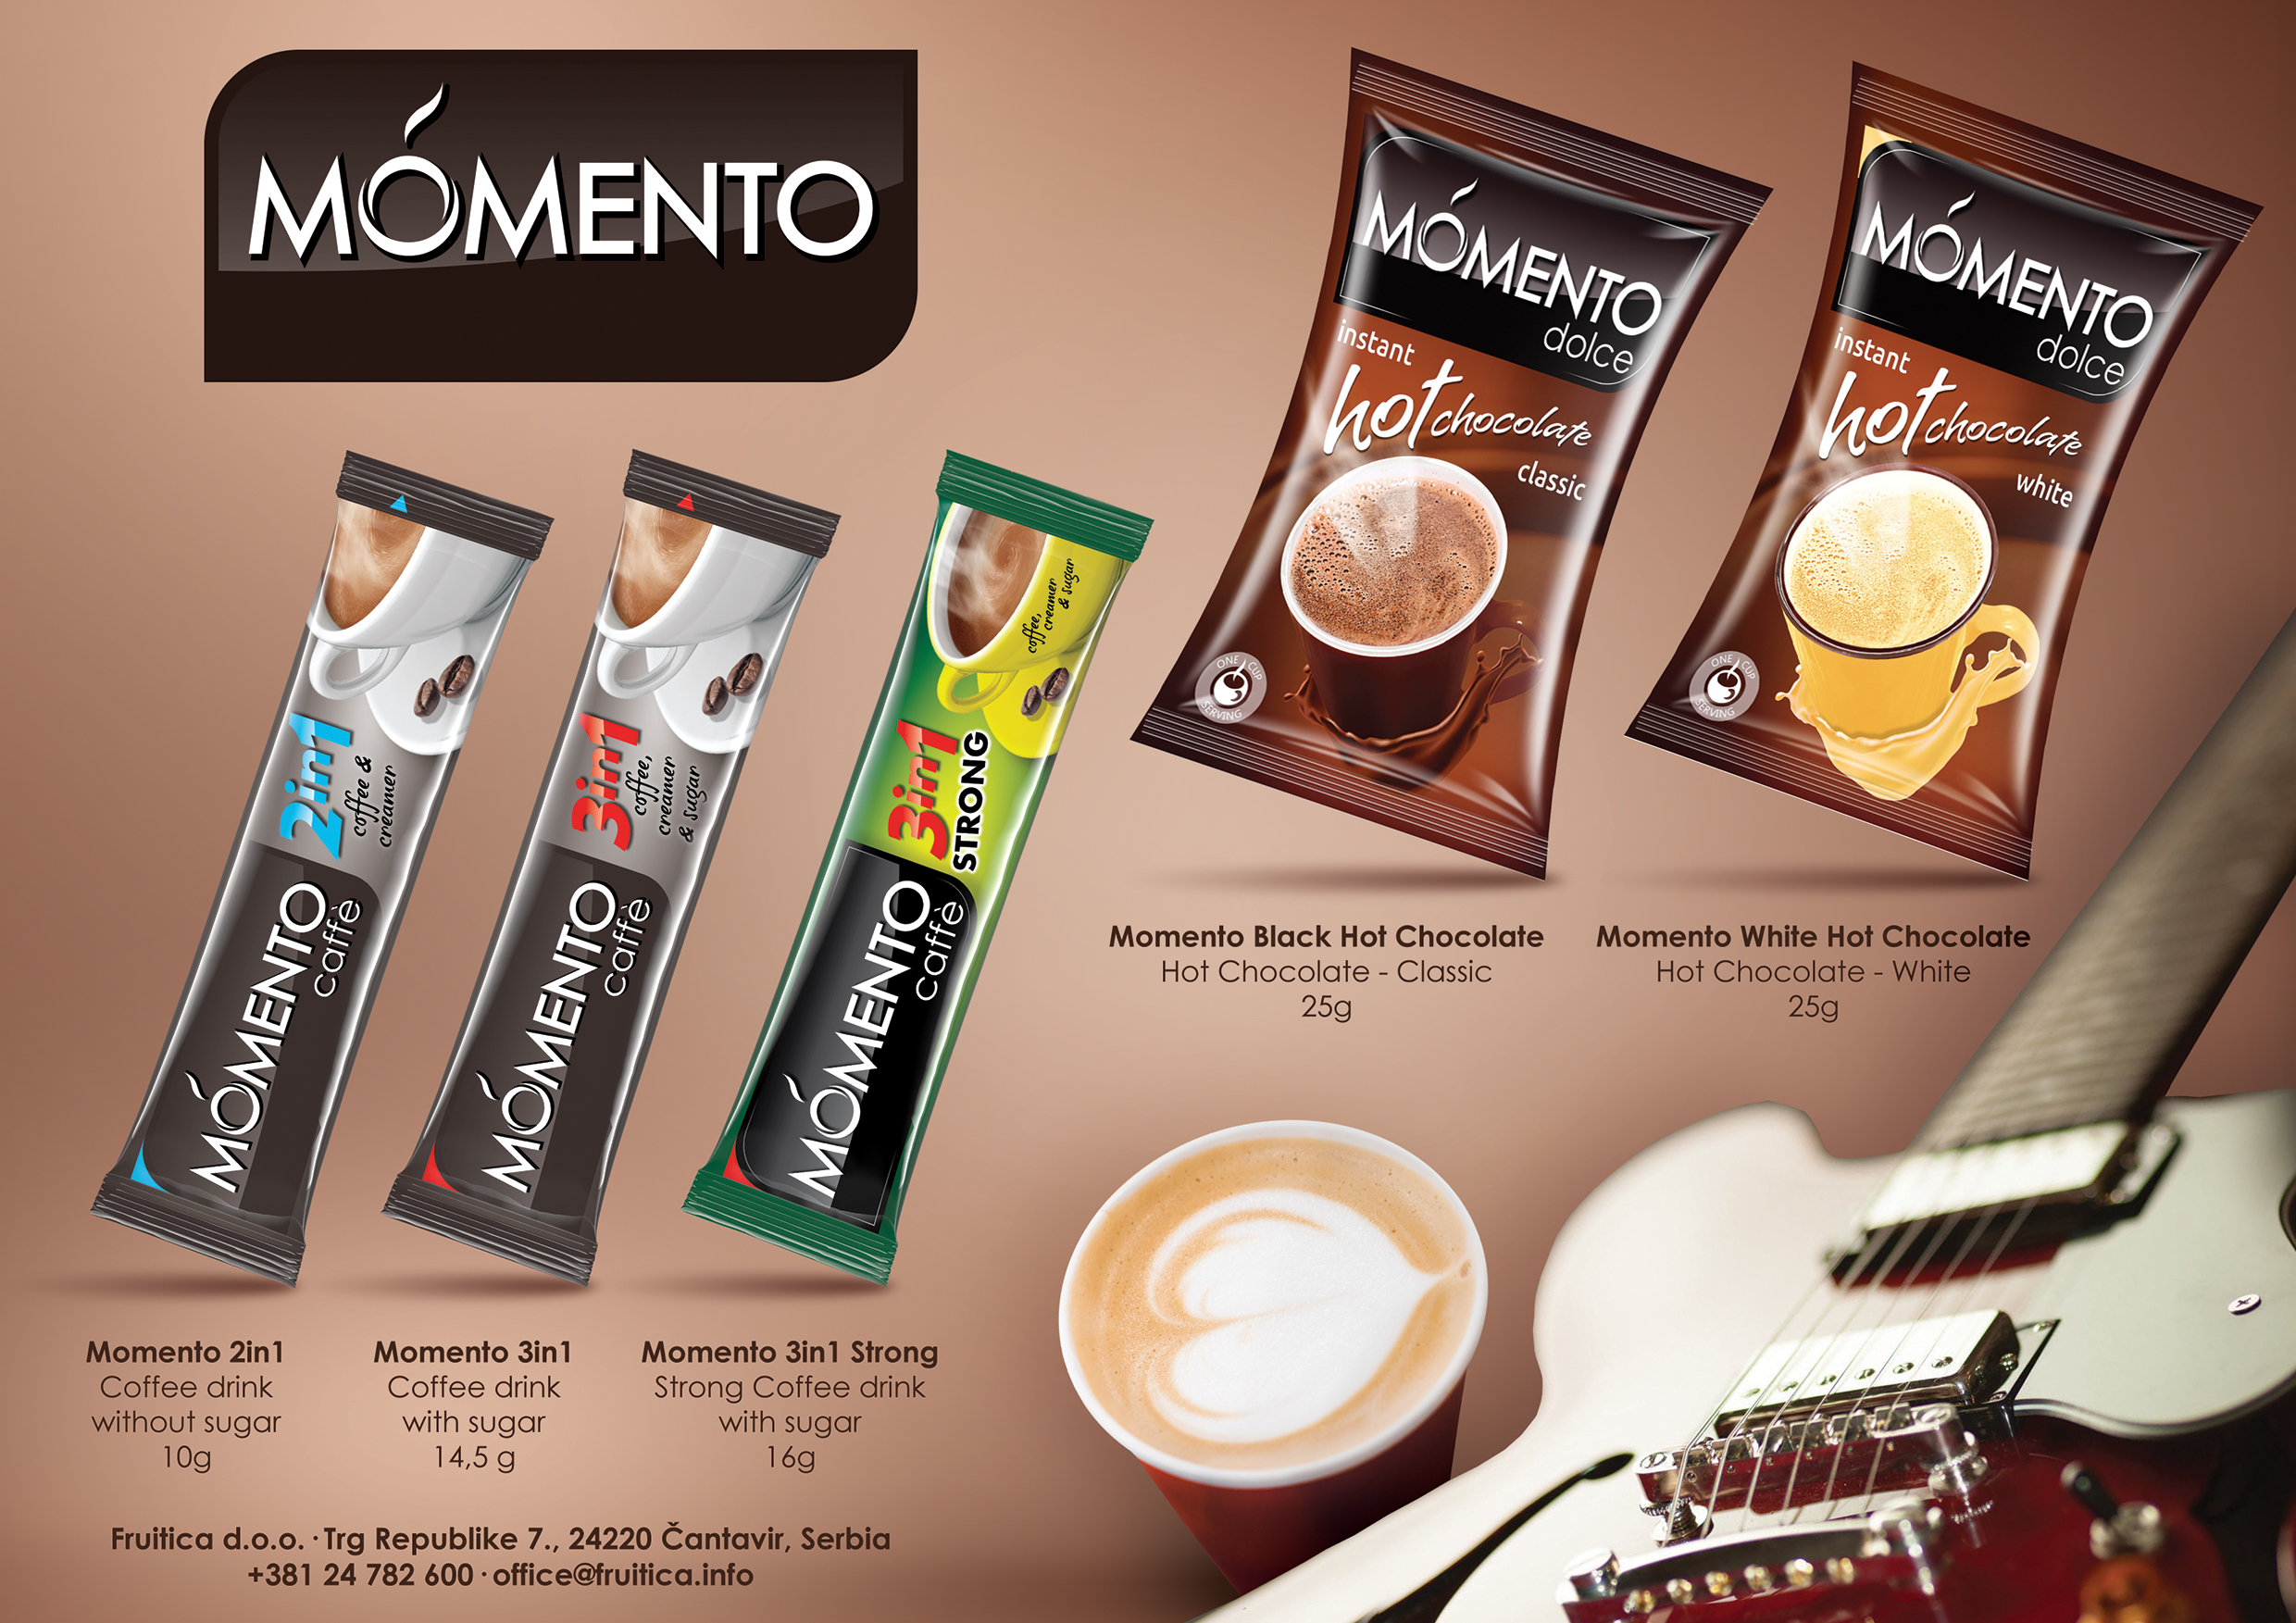 MÓMENTO
MÓMENTO
dolce
instant
hot chocolate
classic
ONE CUP
SERVING
MÓMENTO
dolce
instant
hot chocolate
white
ONE CUP
SERVING
2in1
coffee &
creamer
MÓMENTO
caffè
3in1
coffee,
creamer
& sugar
MÓMENTO
caffè
coffee,
creamer
& sugar
3in1
STRONG
MÓMENTO
caffè
Momento Black Hot Chocolate
Hot Chocolate - Classic
25g
Momento White Hot Chocolate
Hot Chocolate - White
25g
Momento 2in1
Coffee drink
without sugar
10g
Momento 3in1
Coffee drink
with sugar
14,5 g
Momento 3in1 Strong
Strong Coffee drink
with sugar
16g
Fruitica d.o.o. · Trg Republike 7., 24220 Čantavir, Serbia
+381 24 782 600 · office@fruitica.info